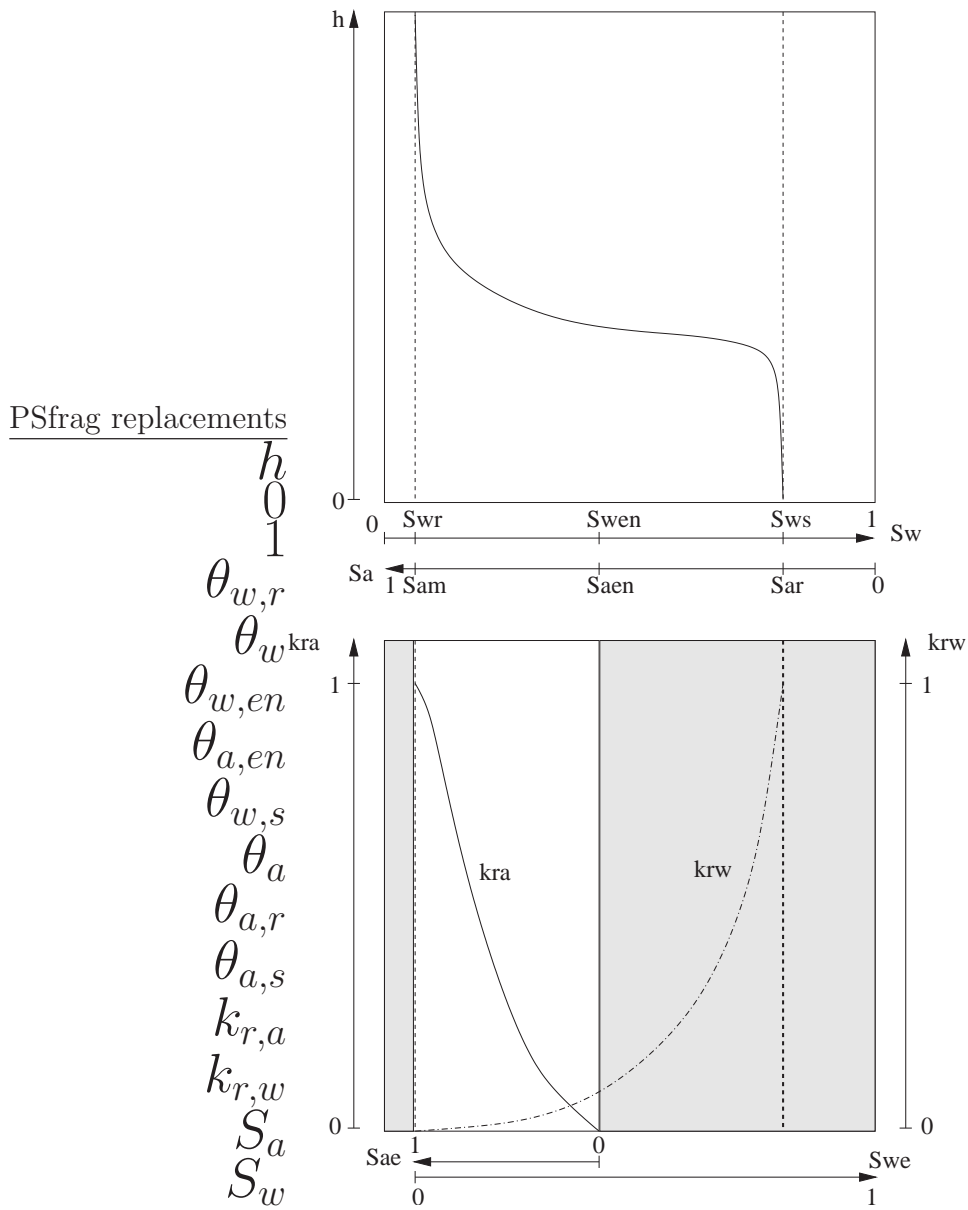 h
0
0
Swr
Swen
Sws
1
Sw
Sa
1
Sam
Saen
Sar
0
PSfrag replacements
h
0
1
θw,r
θw
θw,en
θa,en
θw,s
θa
θa,r
θa,s
kr,a
kr,w
Sa
Sw
kra
krw
1
1
kra
krw
0
0
1
0
Sae
Swe
0
1